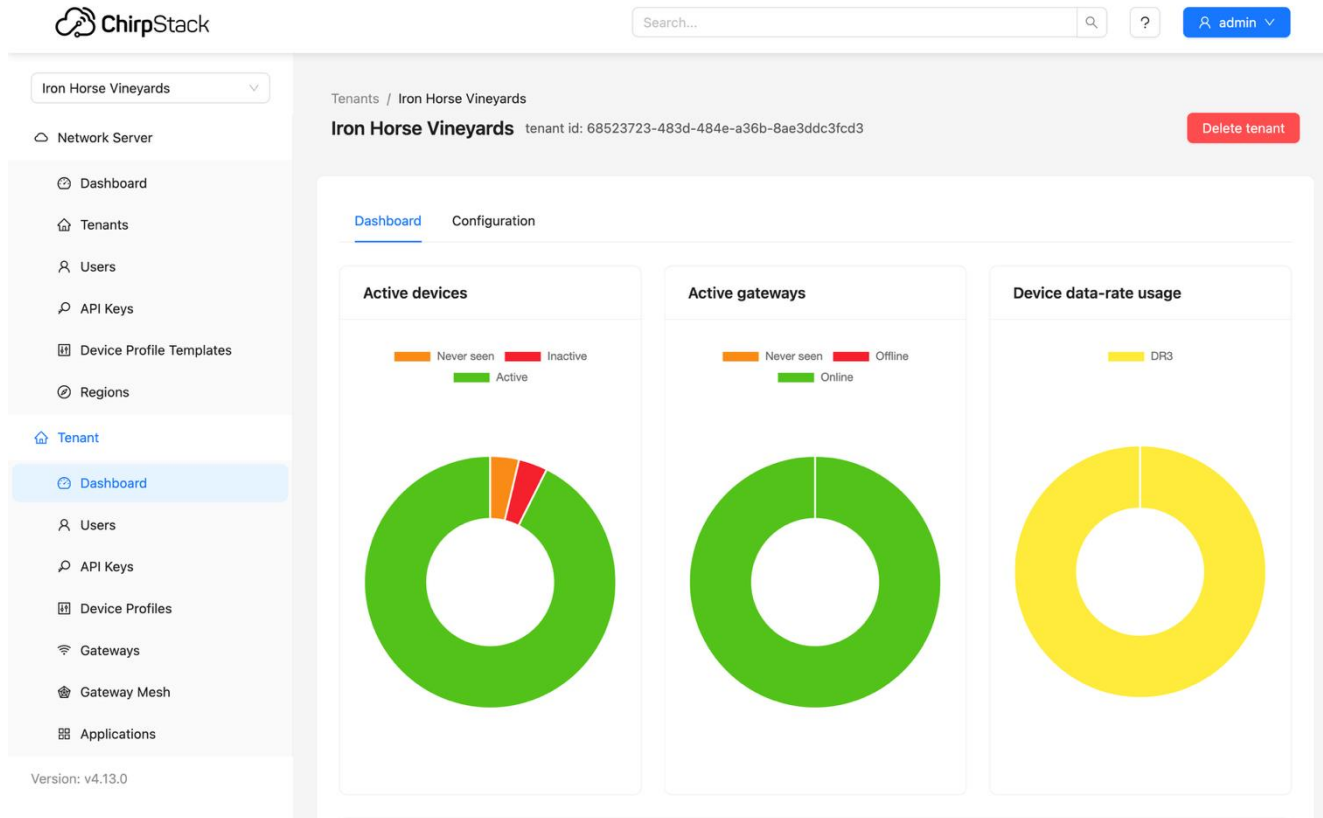 ChirpStack
Search...
?
admin
Iron Horse Vineyards
Network Server
Dashboard
Tenants
Users
API Keys
Device Profile Templates
Regions
Tenant
Dashboard
Users
API Keys
Device Profiles
Gateways
Gateway Mesh
Applications
Version: v4.13.0
Tenants / Iron Horse Vineyards
Iron Horse Vineyards tenant id: 68523723-483d-484e-a36b-8ae3ddc3fcd3
Delete tenant
Dashboard Configuration
Active devices
Never seen Inactive
Active
Active gateways
Never seen Offline
Online
Device data-rate usage
DR3